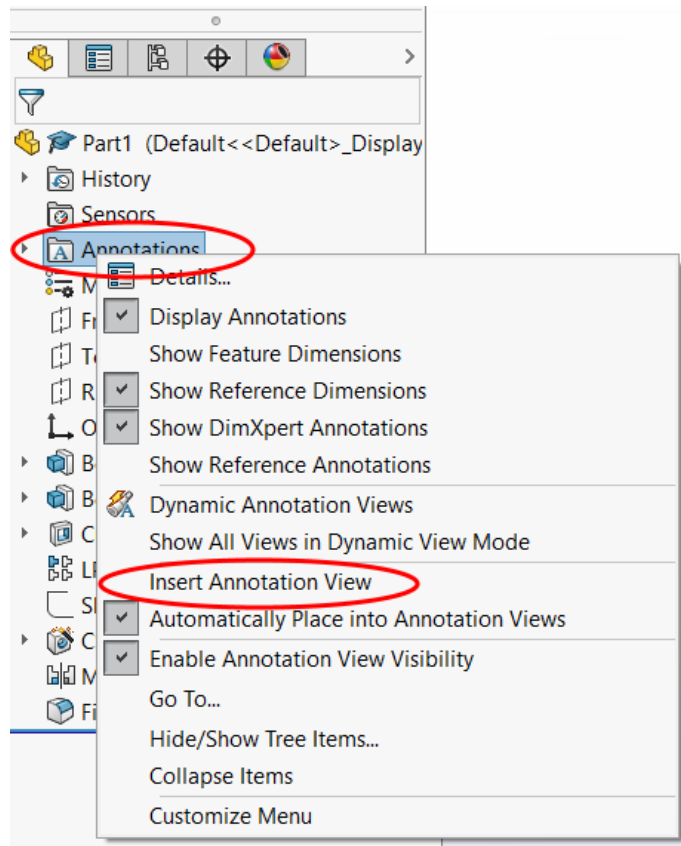 Part1 (Default<<Default>_Display
History
Sensors
Annotations
Details...
Display Annotations
Show Feature Dimensions
Show Reference Dimensions
Show DimXpert Annotations
Show Reference Annotations
Dynamic Annotation Views
Show All Views in Dynamic View Mode
Insert Annotation View
Automatically Place into Annotation Views
Enable Annotation View Visibility
Go To...
Hide/Show Tree Items...
Collapse Items
Customize Menu